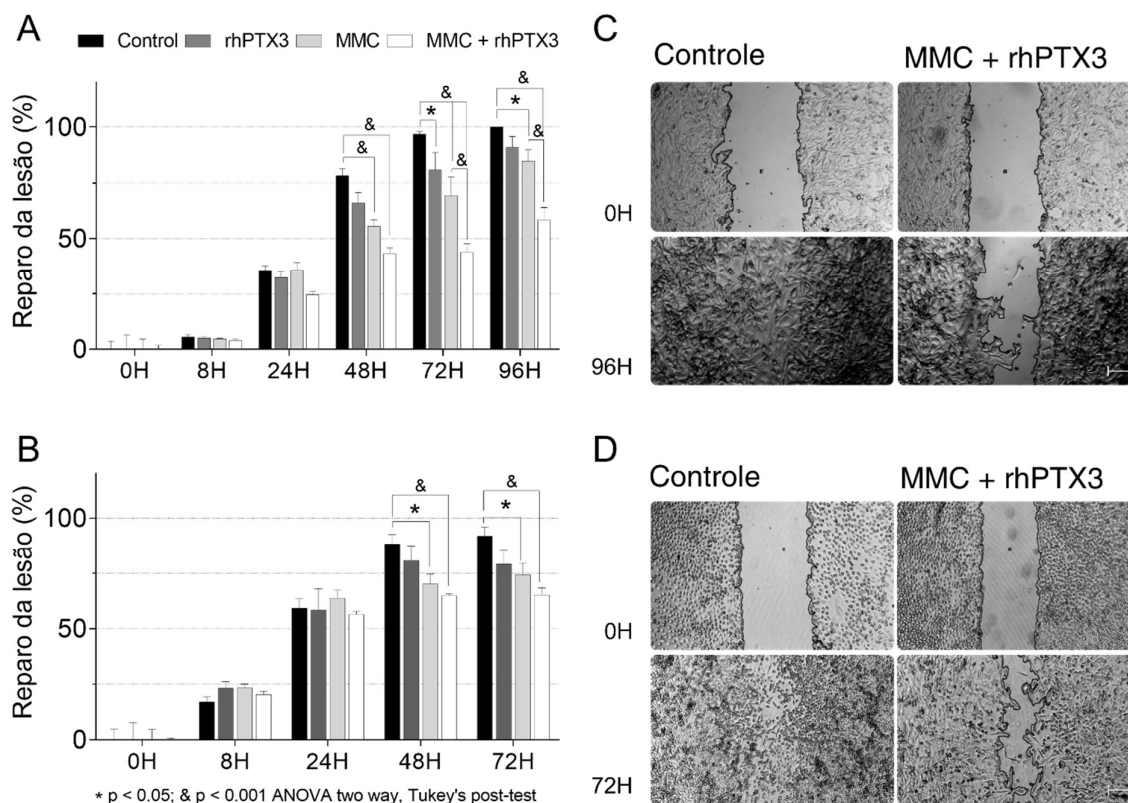 A
Control rhPTX3 MMC MMC + rhPTX3
Reparo da lesão (%)
100
50
0
& & * & & & * & &
0H 8H 24H 48H 72H 96H
B
Reparo da lesão (%)
100
50
0
& * & *
0H 8H 24H 48H 72H
* p < 0.05; & p < 0.001 ANOVA two way, Tukey's post-test
C
Controle MMC + rhPTX3
0H
96H
D
Controle MMC + rhPTX3
0H
72H